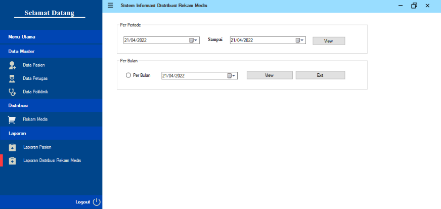 Selamat Datang
Sistem Informasi Distribusi Rekam Medis
Menu Utama
Data Master
Data Pasien
Data Petugas
Data Poliklinik
Distribusi
Rekam Medis
Laporan
Laporan Pasien
Laporan Distribusi Rekam Medis
Logout
Per Periode
21/04/2022 Sampai 21/04/2022 View
Per Bulan
Per Bulan 21/04/2022 View Exit